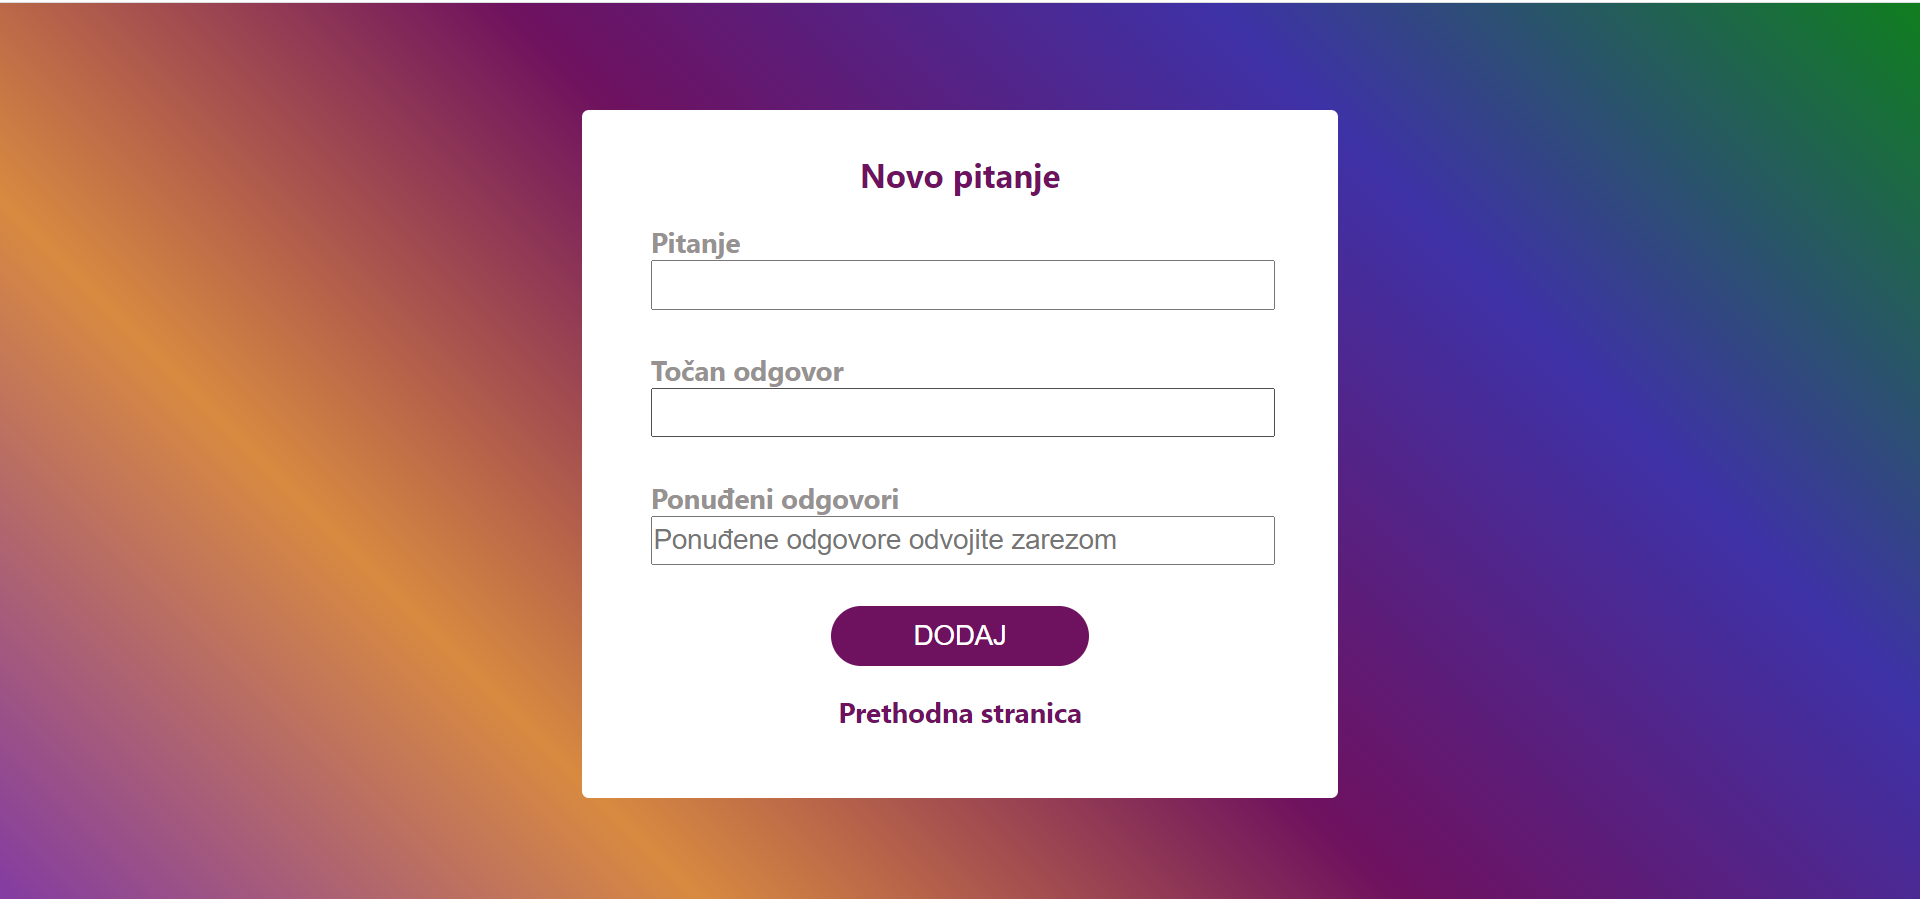 Novo pitanje
Pitanje
Točan odgovor
Ponuđeni odgovori
Ponuđene odgovore odvojite zarezom
DODAJ
Prethodna stranica